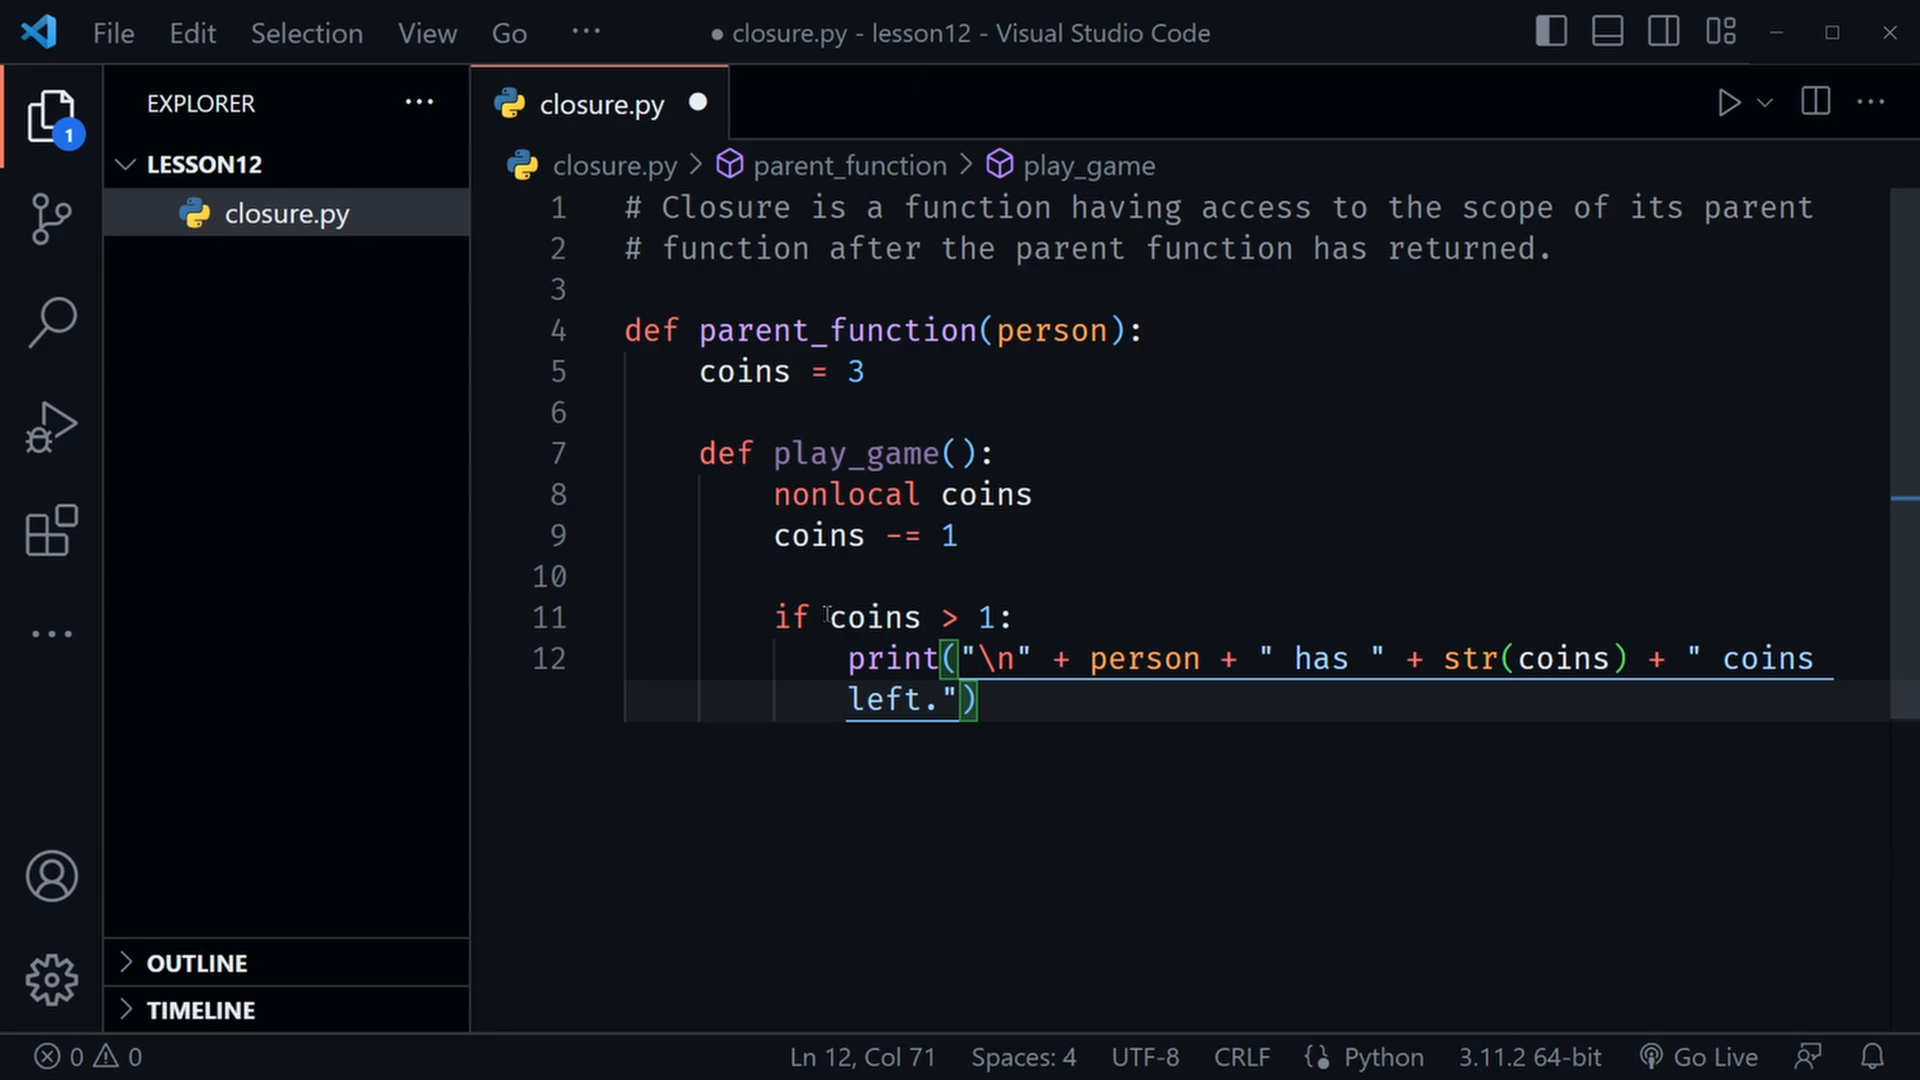 File Edit Selection View Go ··· ● closure.py - lesson12 - Visual Studio Code
EXPLORER ···
1
LESSON12
closure.py
OUTLINE
TIMELINE
closure.py ●
closure.py > parent_function > play_game
1 # Closure is a function having access to the scope of its parent
2 # function after the parent function has returned.
3
4 def parent_function(person):
5 coins = 3
6
7 def play_game():
8 nonlocal coins
9 coins -= 1
10
11 if coins > 1:
12 print("\n" + person + " has " + str(coins) + " coins
left.")
0 0 Ln 12, Col 71 Spaces: 4 UTF-8 CRLF Python 3.11.2 64-bit Go Live